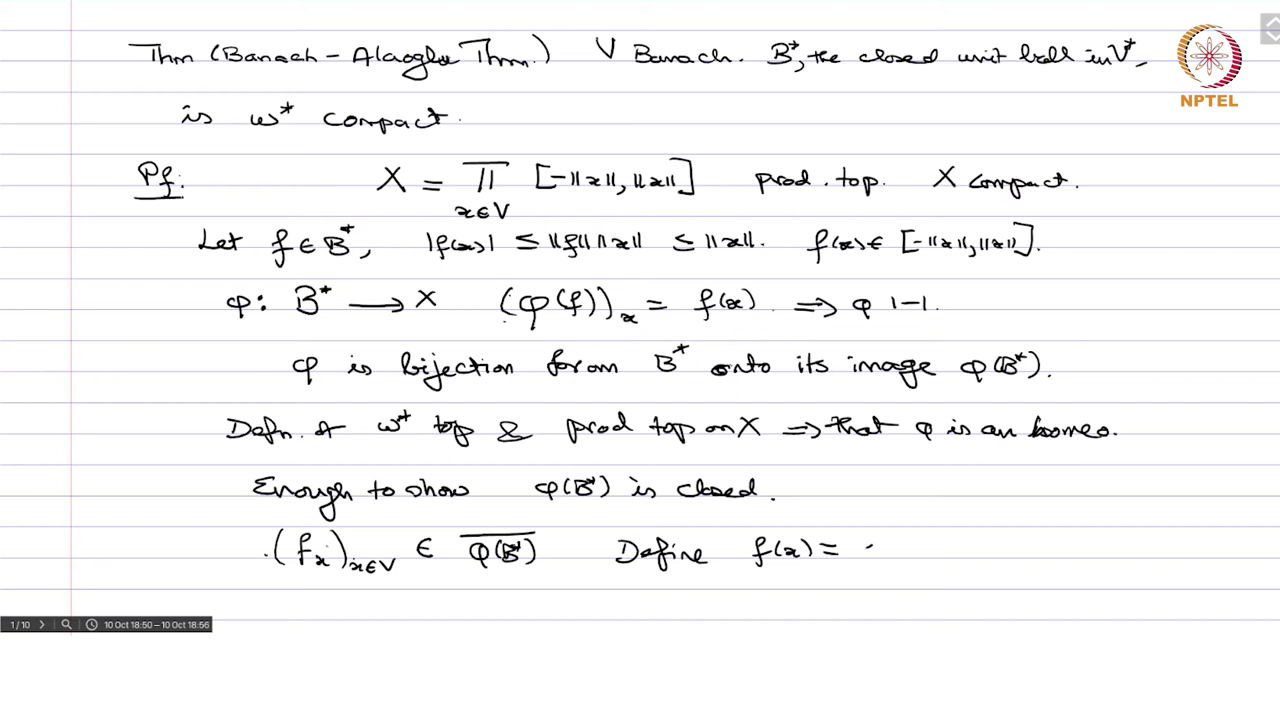 Thm (Banach-Alaoglu Thm.) V Banach. B*, the closed unit ball in V*,
is w* compact.
NPTEL
Pf: X = ∏_{x∈V} [-||x||, ||x||] prod. top. X compact.
Let f ∈ B*, |f(x)| ≤ ||f|| ||x|| ≤ ||x||. f(x) ∈ [-||x||, ||x||].
φ: B* ⟶ X (φ(f))_x = f(x). ⟹ φ 1-1.
φ is bijection form B* onto its image φ(B*).
Defn. of w* top & prod top on X ⟹ that φ is an homeo.
Enough to show φ(B*) is closed.
(f_x)_{x∈V} ∈ \overline{φ(B*)} Define f(x) =
1/10 10 Oct 18:50 – 10 Oct 18:56